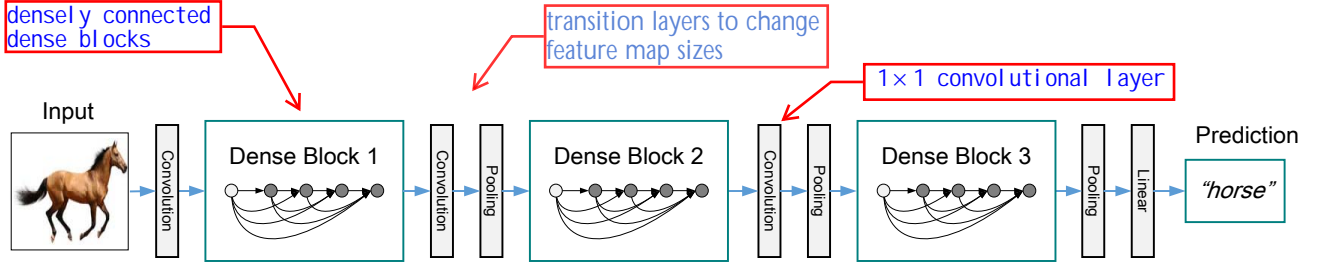 densely connected
dense blocks
transition layers to change
feature map sizes
1×1 convolutional layer
Input
Prediction
Convolution
Dense Block 1
Convolution
Pooling
Dense Block 2
Convolution
Pooling
Dense Block 3
Pooling
Linear
“horse”